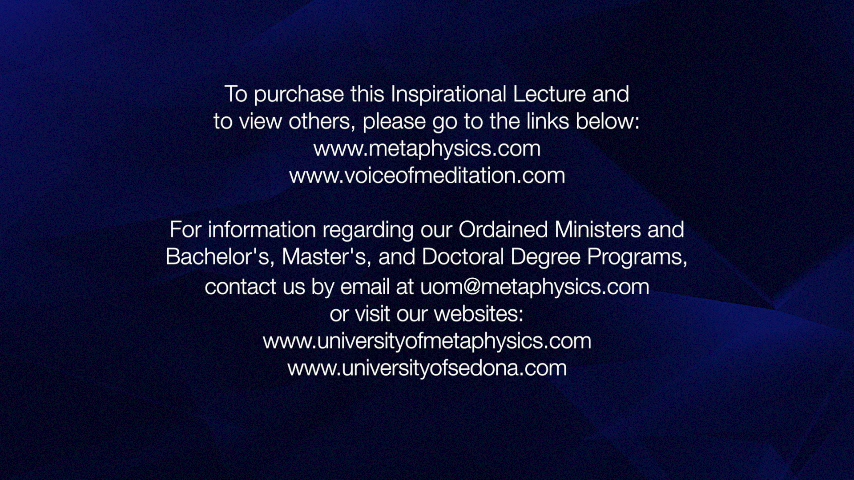 To purchase this Inspirational Lecture and
to view others, please go to the links below:
www.metaphysics.com
www.voiceofmeditation.com
For information regarding our Ordained Ministers and
Bachelor's, Master's, and Doctoral Degree Programs,
contact us by email at uom@metaphysics.com
or visit our websites:
www.universityofmetaphysics.com
www.universityofsedona.com